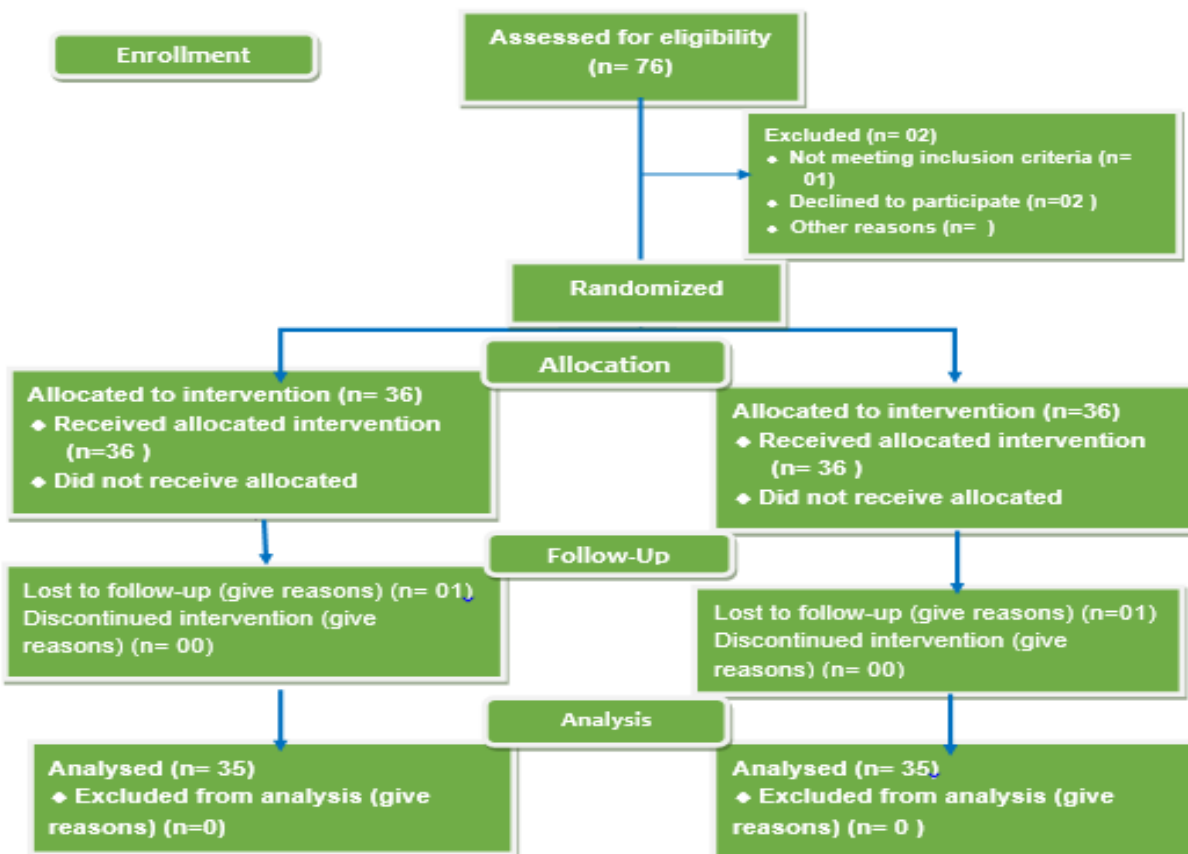 Enrollment
Assessed for eligibility
(n= 76)
Excluded (n= 02)
◆ Not meeting inclusion criteria (n=
01)
◆ Declined to participate (n=02 )
◆ Other reasons (n=  )
Randomized
Allocation
Allocated to intervention (n= 36)
◆ Received allocated intervention
(n=36 )
◆ Did not receive allocated
Allocated to intervention (n=36)
◆ Received allocated intervention
(n= 36 )
◆ Did not receive allocated
Follow-Up
Lost to follow-up (give reasons) (n= 01)
Discontinued intervention (give
reasons) (n= 00)
Lost to follow-up (give reasons) (n=01)
Discontinued intervention (give
reasons) (n= 00)
Analysis
Analysed (n= 35)
◆ Excluded from analysis (give
reasons) (n=0)
Analysed (n= 35)
◆ Excluded from analysis (give
reasons) (n= 0 )